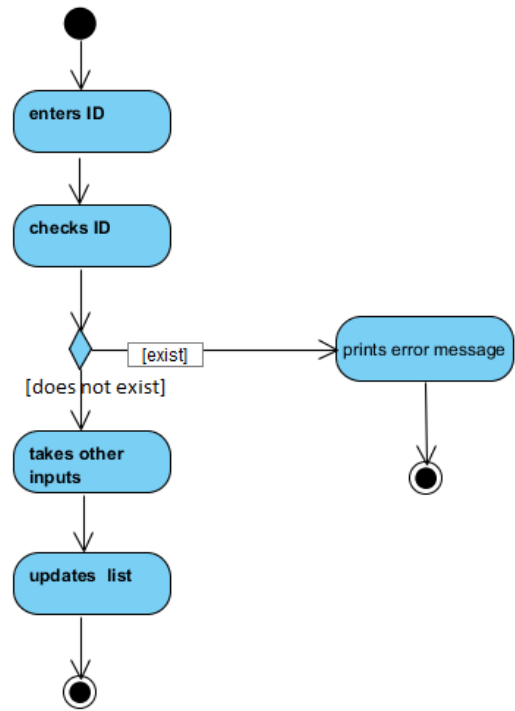 enters ID
checks ID
[exist]
prints error message
[does not exist]
takes other
inputs
updates  list